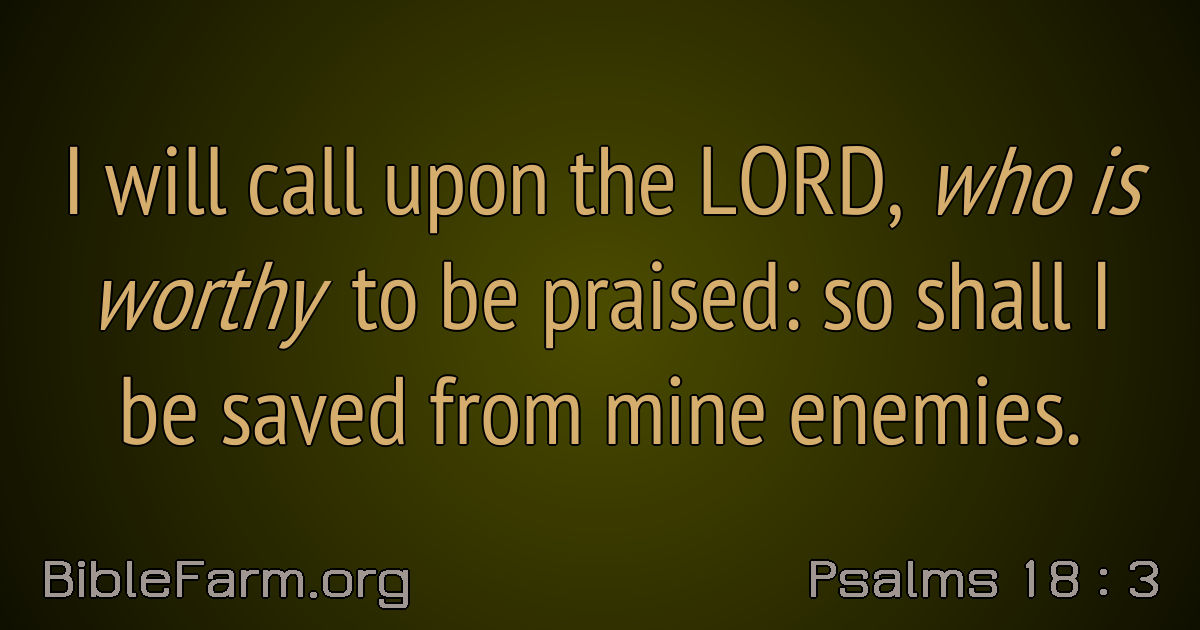 I will call upon the LORD, who is
worthy to be praised: so shall I
be saved from mine enemies.
BibleFarm.org
Psalms 18 : 3